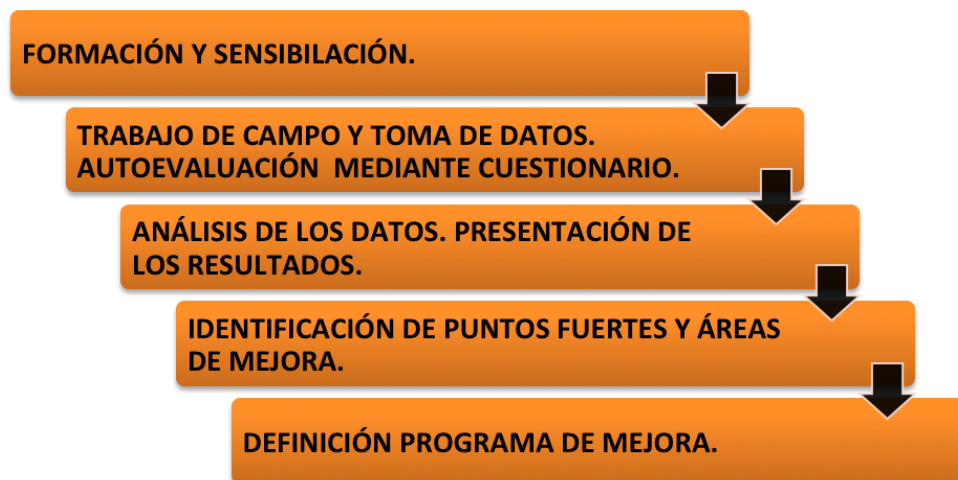 FORMACIÓN Y SENSIBILACIÓN.
TRABAJO DE CAMPO Y TOMA DE DATOS.
AUTOEVALUACIÓN MEDIANTE CUESTIONARIO.
ANÁLISIS DE LOS DATOS. PRESENTACIÓN DE
LOS RESULTADOS.
IDENTIFICACIÓN DE PUNTOS FUERTES Y ÁREAS
DE MEJORA.
DEFINICIÓN PROGRAMA DE MEJORA.